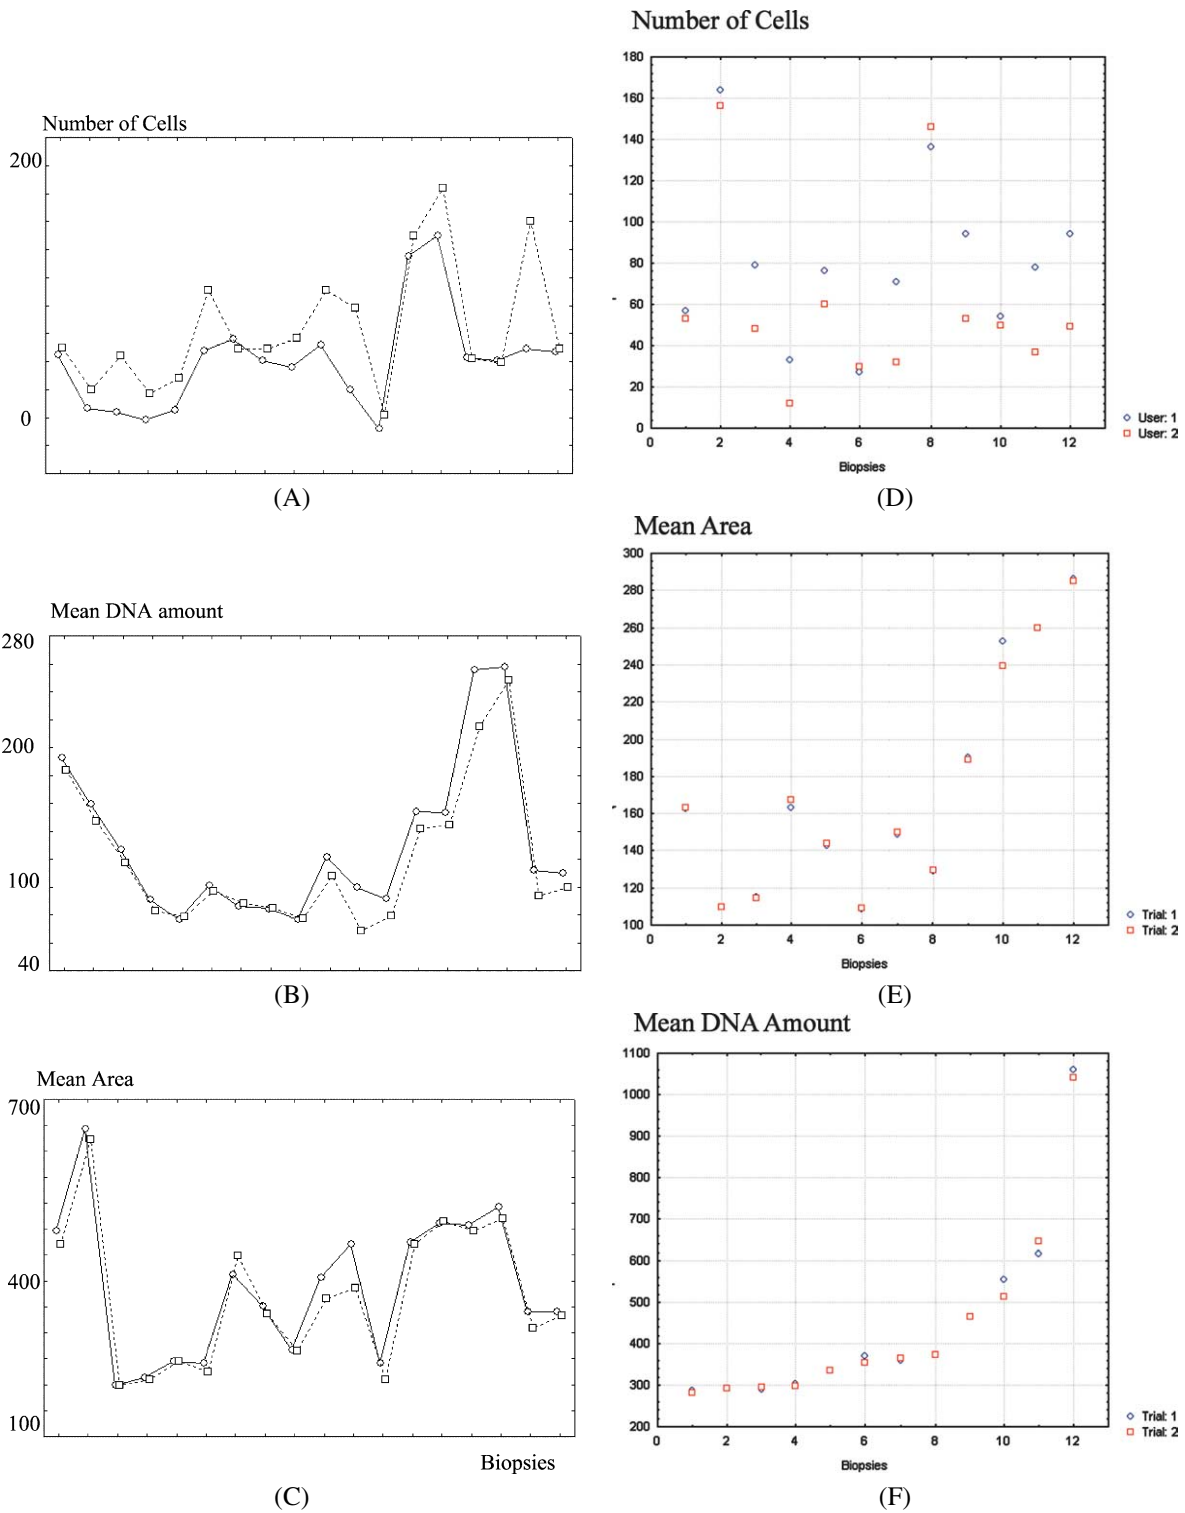 Number of Cells
200
0
(A)
Mean DNA amount
280
200
100
40
(B)
Mean Area
700
400
100
Biopsies
(C)
Number of Cells
180
160
140
120
100
80
60
40
20
0
0 2 4 6 8 10 12
Biopsies
User: 1
User: 2
(D)
Mean Area
300
280
260
240
220
200
180
160
140
120
100
0 2 4 6 8 10 12
Biopsies
Trial: 1
Trial: 2
(E)
Mean DNA Amount
1100
1000
900
800
700
600
500
400
300
200
0 2 4 6 8 10 12
Biopsies
Trial: 1
Trial: 2
(F)